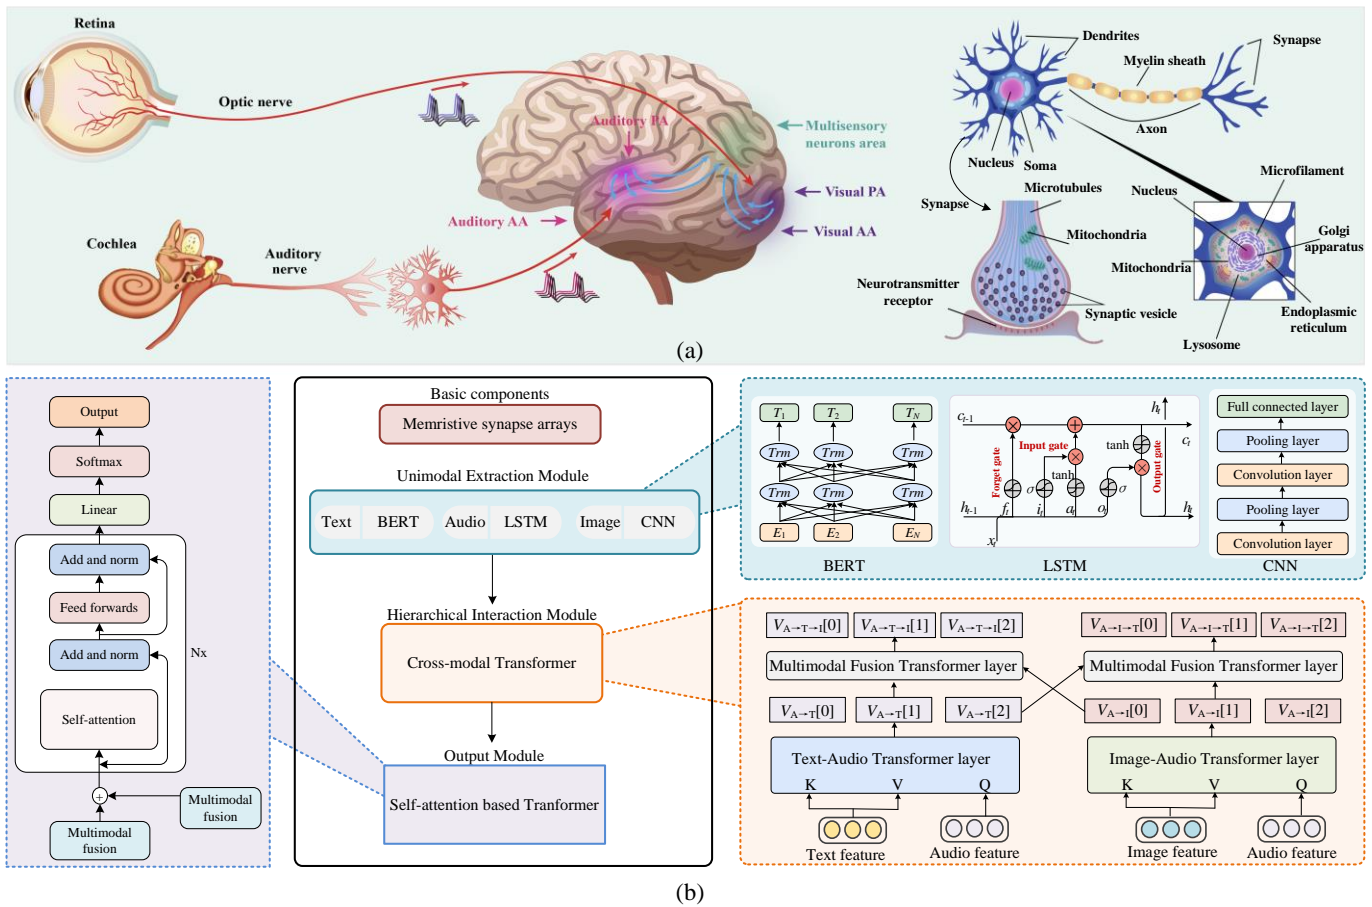 Retina
Optic nerve
Auditory PA
Multisensory
neurons area
Visual PA
Visual AA
Auditory AA
Cochlea
Auditory
nerve
Dendrites
Synapse
Myelin sheath
Axon
Nucleus
Soma
Synapse
Microtubules
Mitochondria
Neurotransmitter
receptor
Synaptic vesicle
Nucleus
Microfilament
Golgi
apparatus
Mitochondria
Endoplasmic
reticulum
Lysosome
(a)
Output
Softmax
Linear
Add and norm
Feed forwards
Add and norm
Nx
Self-attention
+
Multimodal
fusion
Multimodal
fusion
Basic components
Memristive synapse arrays
Unimodal Extraction Module
Text BERT Audio LSTM Image CNN
Hierarchical Interaction Module
Cross-modal Transformer
Output Module
Self-attention based Tranformer
T1 T2 TN
Trm Trm Trm
Trm Trm Trm
E1 E2 EN
BERT
ct-1
ht
× +
ct
Forget gate
Input gate
tanh
Output gate
×
×
tanh
σ σ
ht-1 ft it at ot ht
xt
LSTM
Full connected layer
Pooling layer
Convolution layer
Pooling layer
Convolution layer
CNN
VA→T→I[0] VA→T→I[1] VA→T→I[2]
Multimodal Fusion Transformer layer
VA→T[0] VA→T[1] VA→T[2]
Text-Audio Transformer layer
K V Q
Text feature Audio feature
VA→I→T[0] VA→I→T[1] VA→I→T[2]
Multimodal Fusion Transformer layer
VA→I[0] VA→I[1] VA→I[2]
Image-Audio Transformer layer
K V Q
Image feature Audio feature
(b)